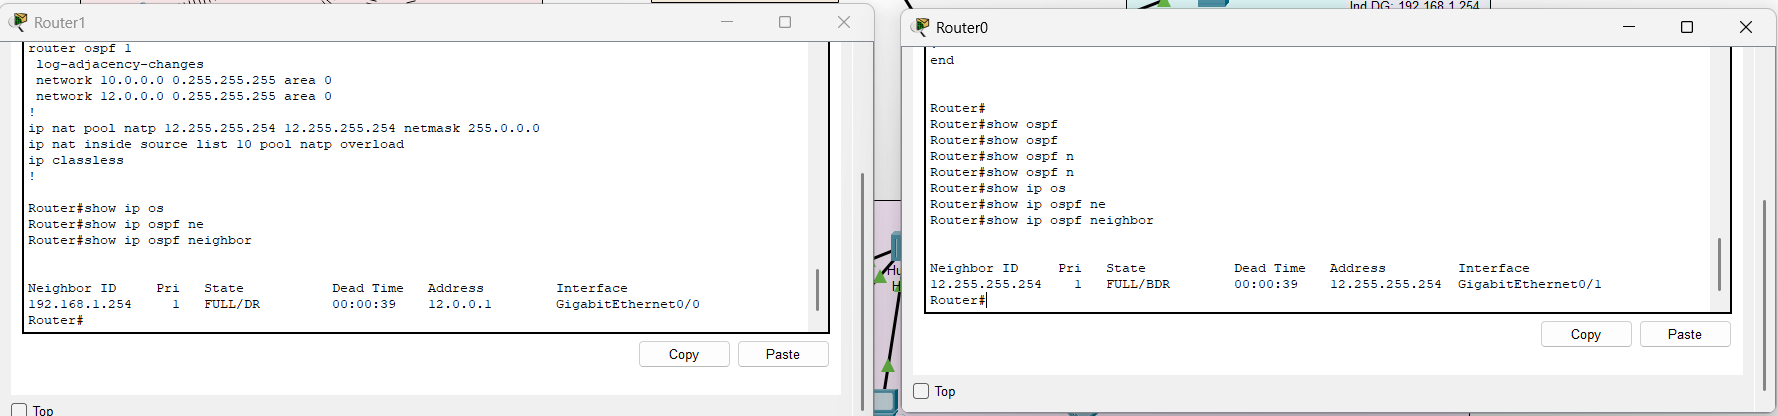 Ind DG: 192.168.1.254
Router1
router ospf 1
log-adjacency-changes
network 10.0.0.0 0.255.255.255 area 0
network 12.0.0.0 0.255.255.255 area 0
!
ip nat pool natp 12.255.255.254 12.255.255.254 netmask 255.0.0.0
ip nat inside source list 10 pool natp overload
ip classless
!
Router#show ip os
Router#show ip ospf ne
Router#show ip ospf neighbor
Neighbor ID Pri State Dead Time Address Interface
192.168.1.254 1 FULL/DR 00:00:39 12.0.0.1 GigabitEthernet0/0
Router#
Copy Paste
Top
Router0
end
Router#
Router#show ospf
Router#show ospf
Router#show ospf n
Router#show ospf n
Router#show ip os
Router#show ip ospf ne
Router#show ip ospf neighbor
Neighbor ID Pri State Dead Time Address Interface
12.255.255.254 1 FULL/BDR 00:00:39 12.255.255.254 GigabitEthernet0/1
Router#
Copy Paste
Top